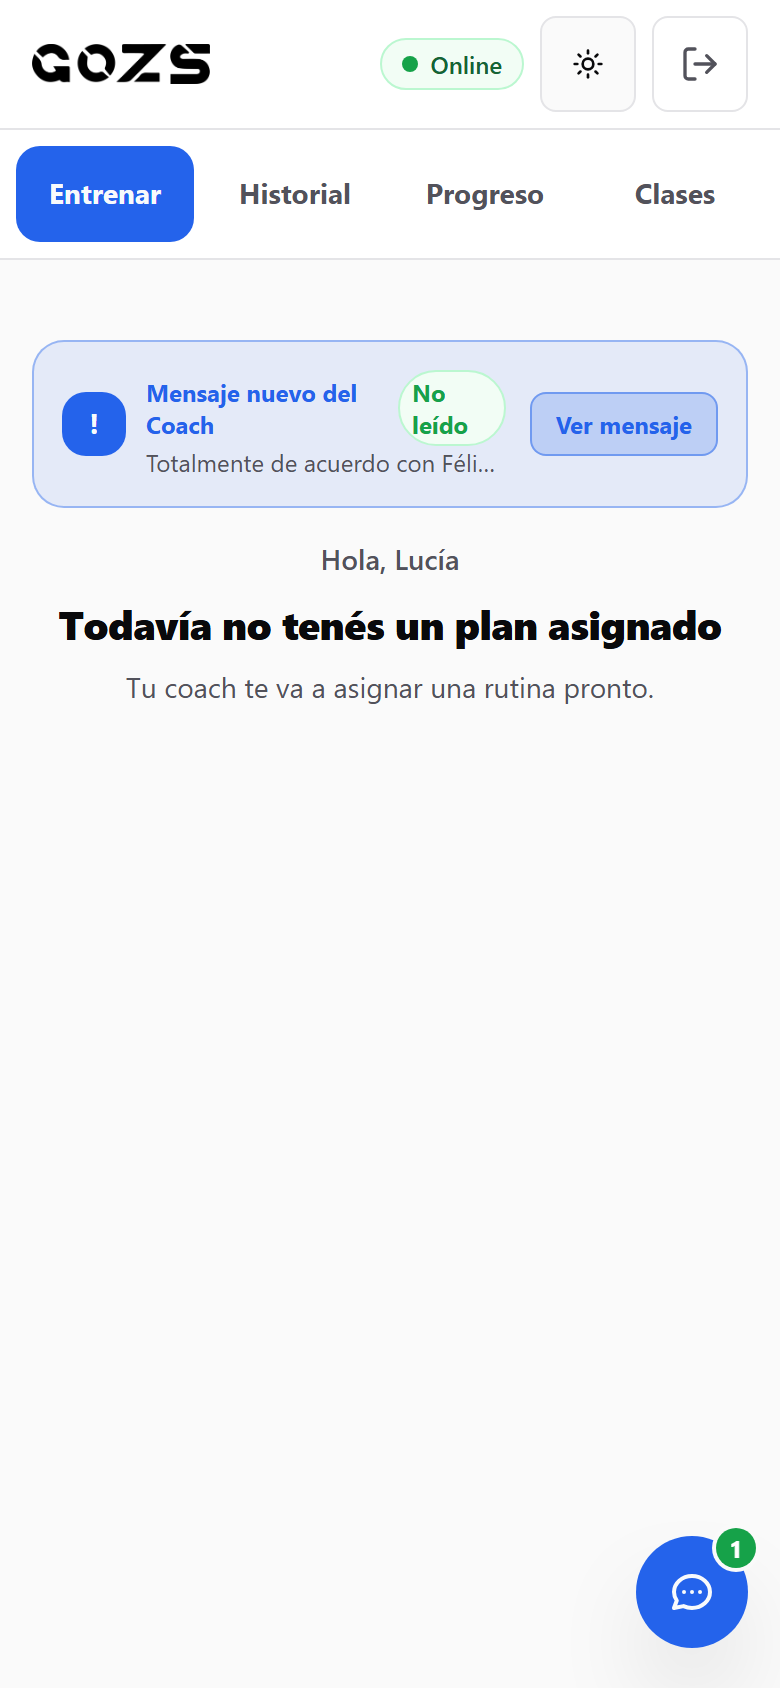 GOZS
Online
Entrenar
Historial
Progreso
Clases
!
Mensaje nuevo del
Coach
No
leído
Totalmente de acuerdo con Féli...
Ver mensaje
Hola, Lucía
Todavía no tenés un plan asignado
Tu coach te va a asignar una rutina pronto.
1